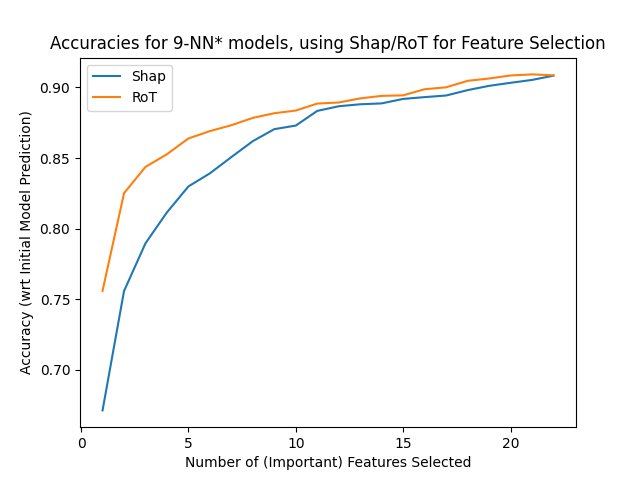 Accuracies for 9-NN* models, using Shap/RoT for Feature Selection
Shap
RoT
Accuracy (wrt Initial Model Prediction)
0.90
0.85
0.80
0.75
0.70
0
5
10
15
20
Number of (Important) Features Selected